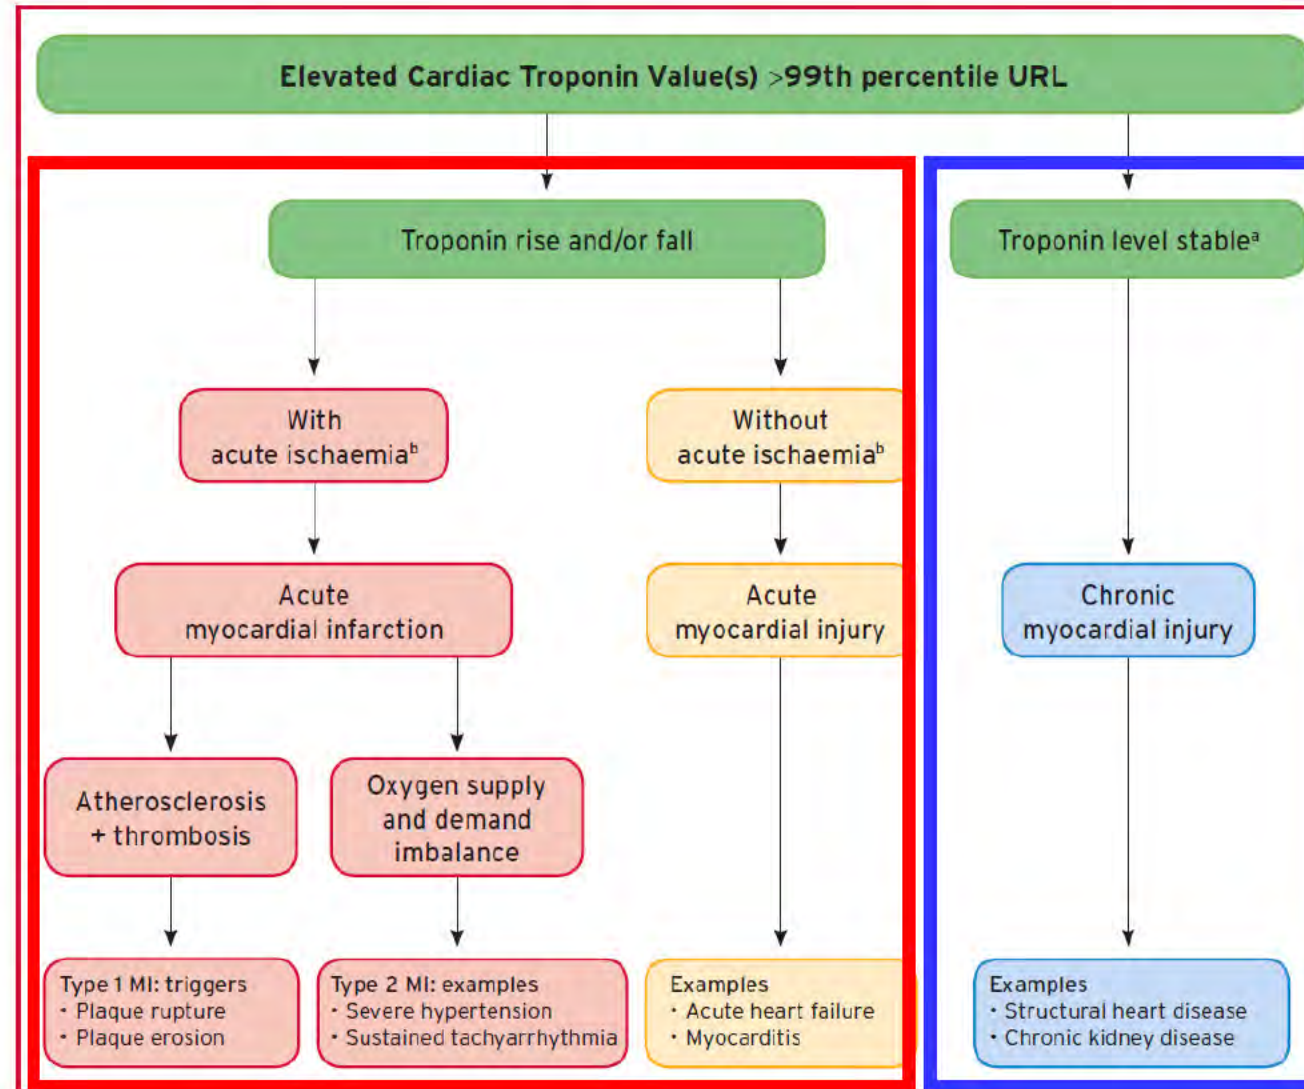 Elevated Cardiac Troponin Value(s) >99th percentile URL
Troponin rise and/or fall
Troponin level stableᵃ
With
acute ischaemiaᵇ
Without
acute ischaemiaᵇ
Acute
myocardial infarction
Acute
myocardial injury
Chronic
myocardial injury
Atherosclerosis
+ thrombosis
Oxygen supply
and demand
imbalance
Type 1 MI: triggers
· Plaque rupture
· Plaque erosion
Type 2 MI: examples
· Severe hypertension
· Sustained tachyarrhythmia
Examples
· Acute heart failure
· Myocarditis
Examples
· Structural heart disease
· Chronic kidney disease